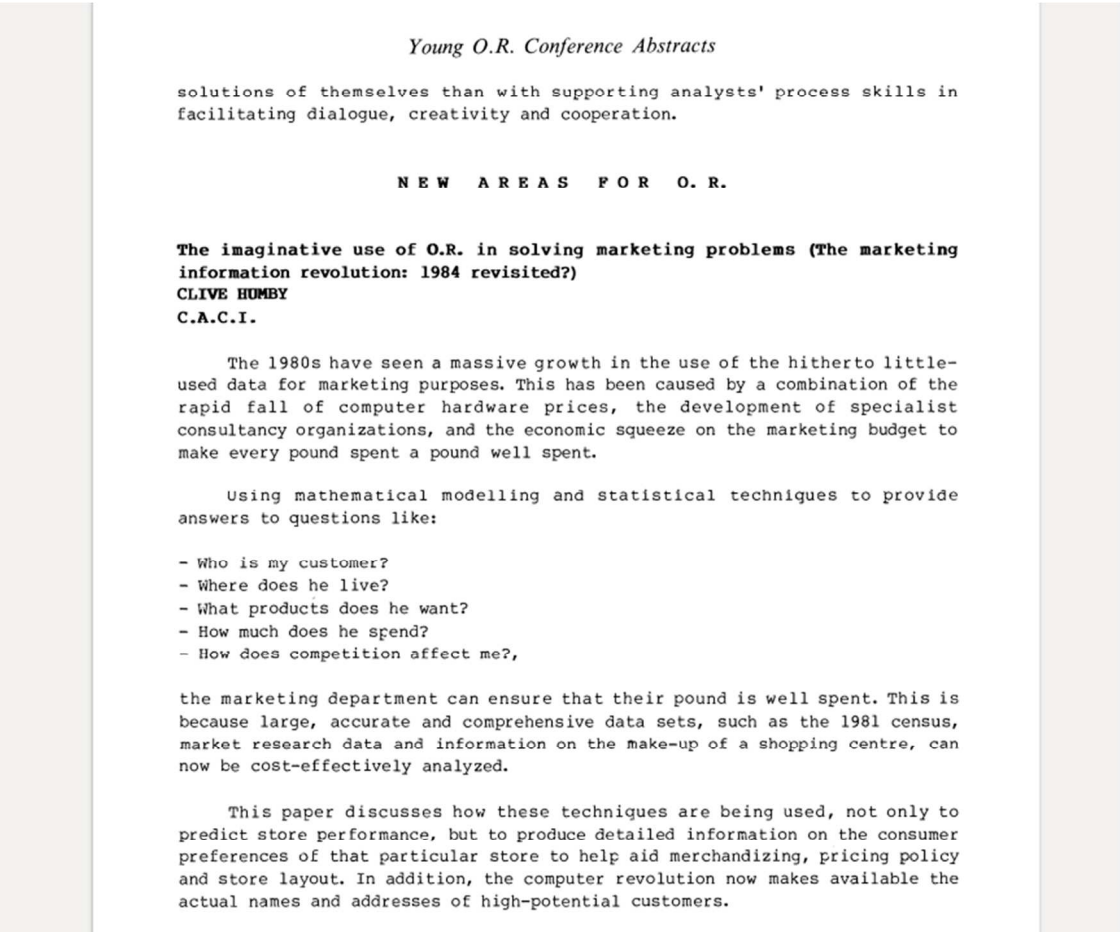 Young O.R. Conference Abstracts
solutions of themselves than with supporting analysts' process skills in
facilitating dialogue, creativity and cooperation.
NEW AREAS FOR O.R.
The imaginative use of O.R. in solving marketing problems (The marketing
information revolution: 1984 revisited?)
CLIVE HUMBY
C.A.C.I.
The 1980s have seen a massive growth in the use of the hitherto little-
used data for marketing purposes. This has been caused by a combination of the
rapid fall of computer hardware prices, the development of specialist
consultancy organizations, and the economic squeeze on the marketing budget to
make every pound spent a pound well spent.
Using mathematical modelling and statistical techniques to provide
answers to questions like:
- Who is my customer?
- Where does he live?
- What products does he want?
- How much does he spend?
- How does competition affect me?,
the marketing department can ensure that their pound is well spent. This is
because large, accurate and comprehensive data sets, such as the 1981 census,
market research data and information on the make-up of a shopping centre, can
now be cost-effectively analyzed.
This paper discusses how these techniques are being used, not only to
predict store performance, but to produce detailed information on the consumer
preferences of that particular store to help aid merchandizing, pricing policy
and store layout. In addition, the computer revolution now makes available the
actual names and addresses of high-potential customers.